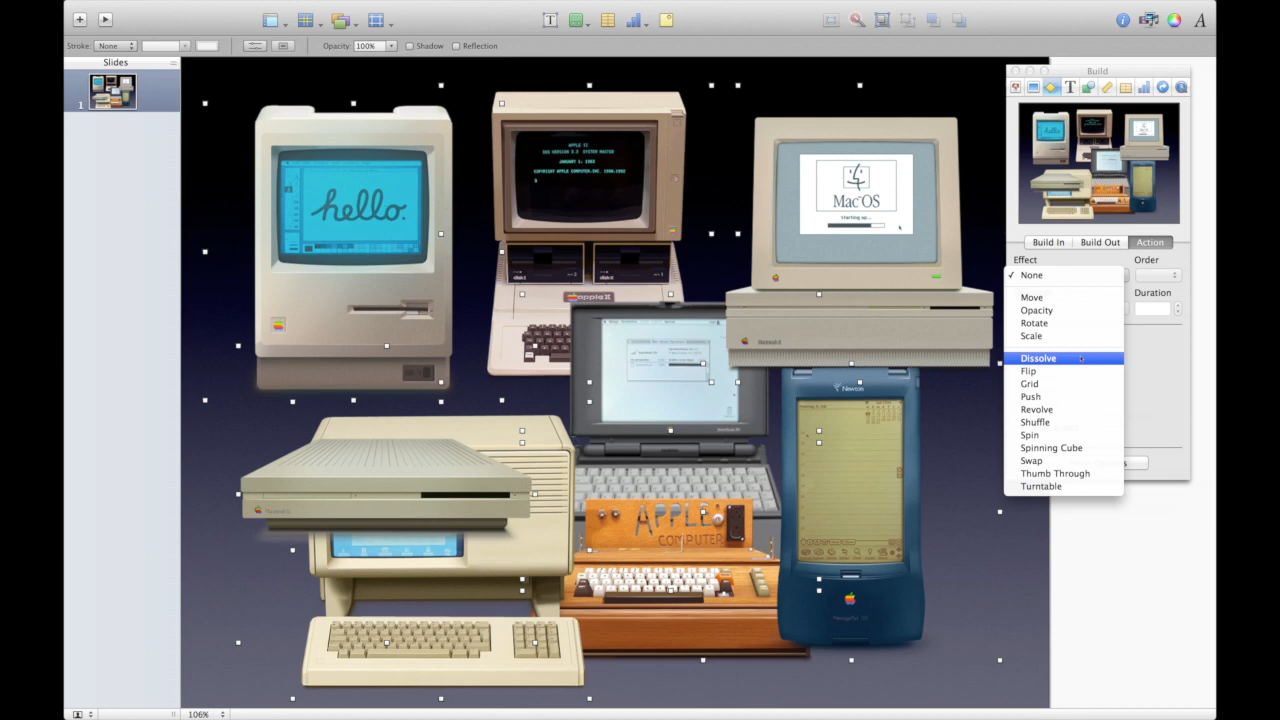 Stroke: None
Opacity: 100%
Shadow
Reflection
Slides
1
Build
hello.
APPLE II
DOS VERSION 3.3 SYSTEM MASTER
JANUARY 1, 1983
COPYRIGHT APPLE COMPUTER,INC. 1980,1982
Mac OS
Starting up...
disk II
apple II
Newton
APPLE
COMPUTER
Build In
Build Out
Action
Effect
Order
✓ None
Duration
Move
Opacity
Rotate
Scale
Dissolve
Flip
Grid
Push
Revolve
Shuffle
Spin
Spinning Cube
Swap
Thumb Through
Turntable
106%